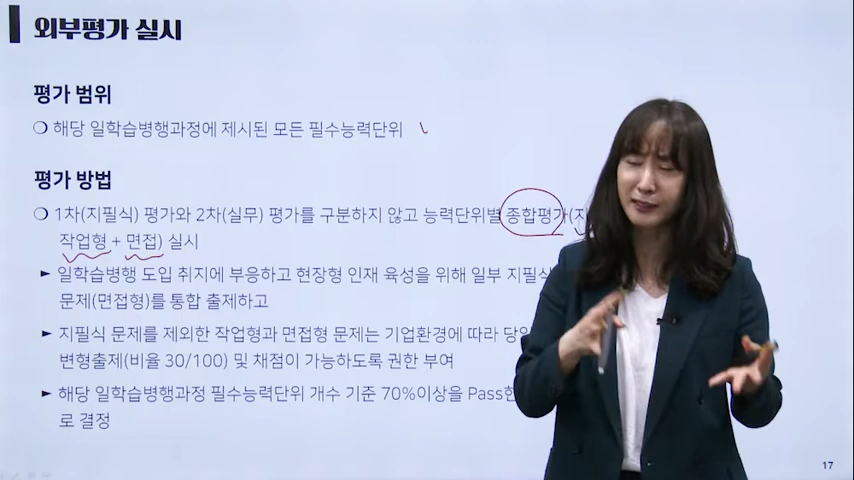 외부평가 실시
평가 범위
❍ 해당 일학습병행과정에 제시된 모든 필수능력단위
평가 방법
❍ 1차(지필식) 평가와 2차(실무) 평가를 구분하지 않고 능력단위별 종합평가(지
작업형 + 면접) 실시
► 일학습병행 도입 취지에 부응하고 현장형 인재 육성을 위해 일부 지필식
문제(면접형)를 통합 출제하고
► 지필식 문제를 제외한 작업형과 면접형 문제는 기업환경에 따라
변형출제(비율 30/100) 및 채점이 가능하도록 권한 부여
► 해당 일학습병행과정 필수능력단위 개수 기준 70%이상을 Pass한
로 결정
17